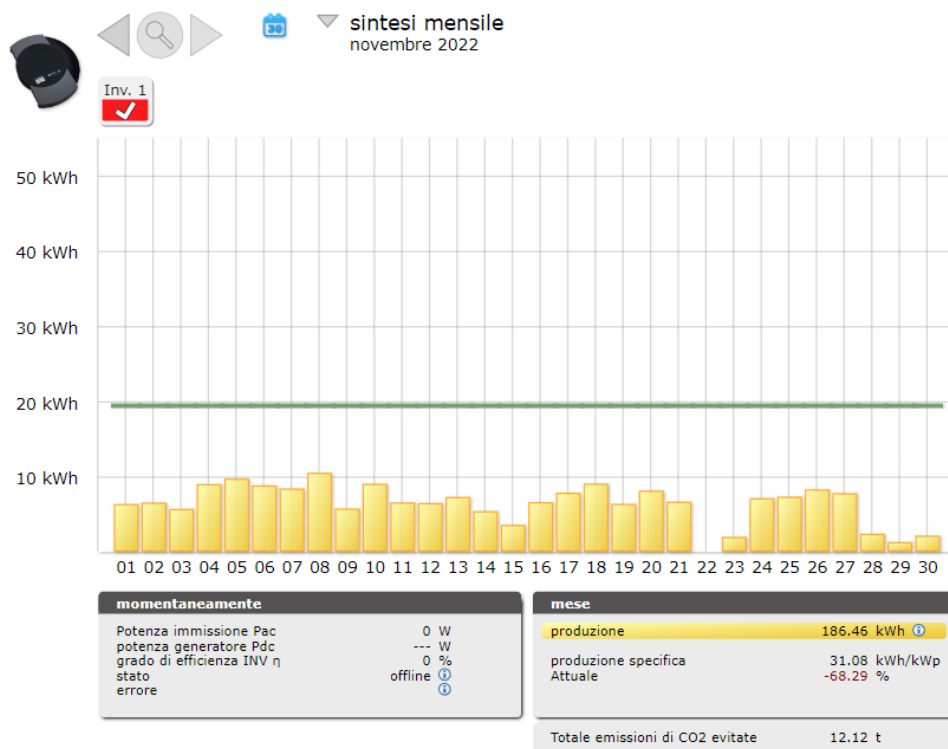 sintesi mensile
30
novembre 2022
Inv. 1
50 kWh
40 kWh
30 kWh
20 kWh
10 kWh
01 02 03 04 05 06 07 08 09 10 11 12 13 14 15 16 17 18 19 20 21 22 23 24 25 26 27 28 29 30
momentaneamente
Potenza immissione Pac 0 W
potenza generatore Pdc --- W
grado di efficienza INV η 0 %
stato offline
errore
mese
produzione 186.46 kWh
produzione specifica 31.08 kWh/kWp
Attuale -68.29 %
Totale emissioni di CO2 evitate 12.12 t